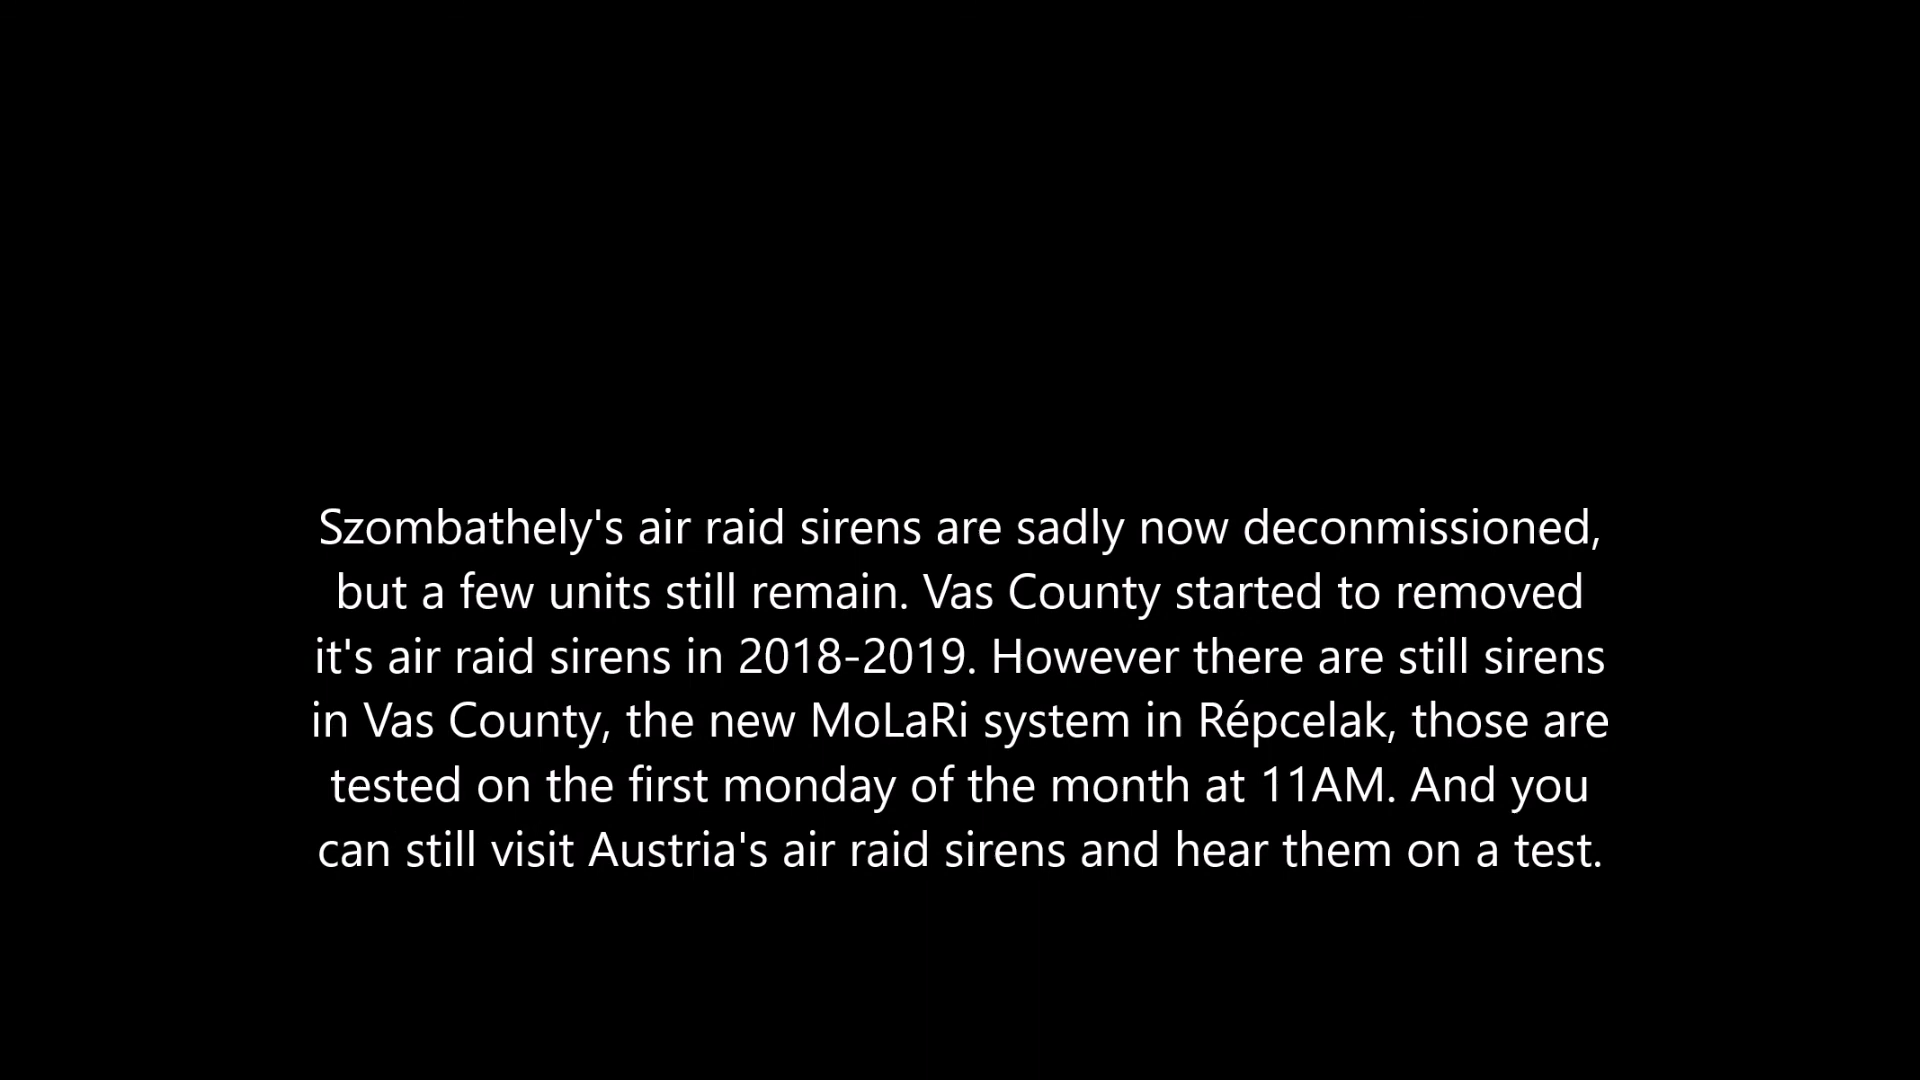 Szombathely's air raid sirens are sadly now deconmissioned,
but a few units still remain. Vas County started to removed
it's air raid sirens in 2018-2019. However there are still sirens
in Vas County, the new MoLaRi system in Répcelak, those are
tested on the first monday of the month at 11AM. And you
can still visit Austria's air raid sirens and hear them on a test.